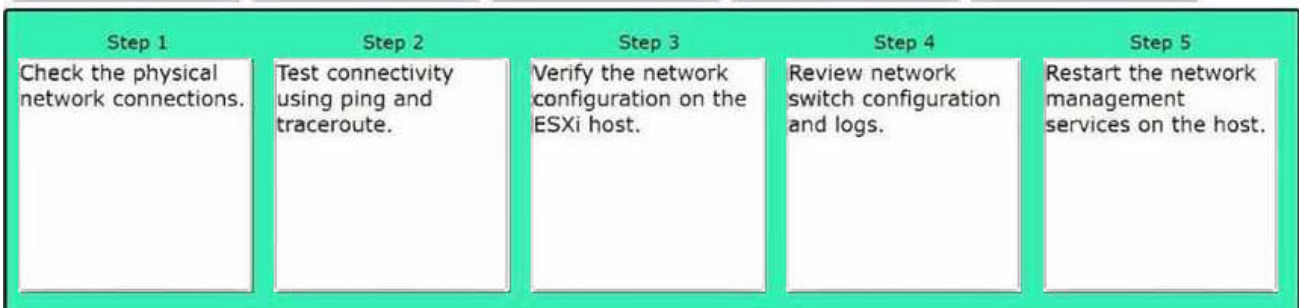 Step 1
Check the physical
network connections.
Step 2
Test connectivity
using ping and
traceroute.
Step 3
Verify the network
configuration on the
ESXi host.
Step 4
Review network
switch configuration
and logs.
Step 5
Restart the network
management
services on the host.